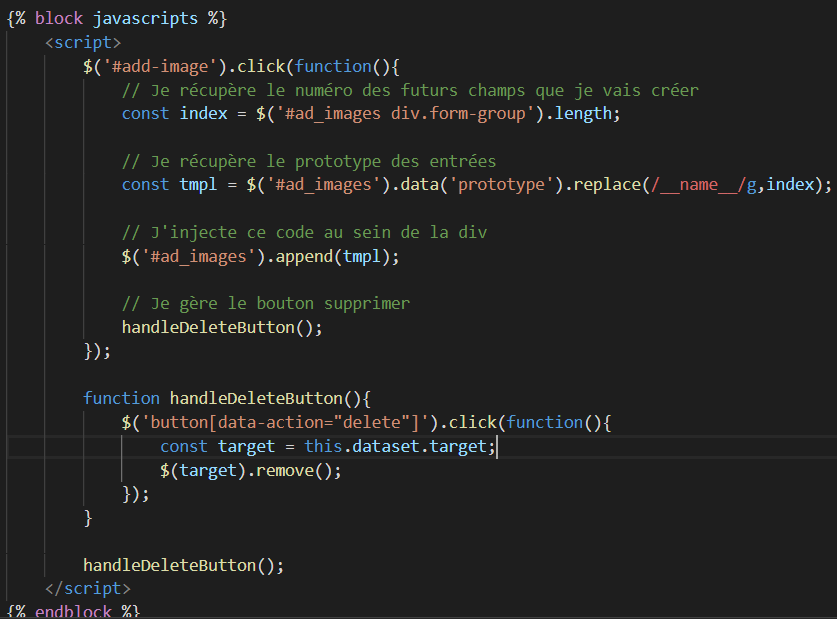 {% block javascripts %}
<script>
$('#add-image').click(function(){
// Je récupère le numéro des futurs champs que je vais créer
const index = $('#ad_images div.form-group').length;
// Je récupère le prototype des entrées
const tmpl = $('#ad_images').data('prototype').replace(/__name__/g,index);
// J'injecte ce code au sein de la div
$('#ad_images').append(tmpl);
// Je gère le bouton supprimer
handleDeleteButton();
});
function handleDeleteButton(){
$('button[data-action="delete"]').click(function(){
const target = this.dataset.target;
$(target).remove();
});
}
handleDeleteButton();
</script>
{% endblock %}